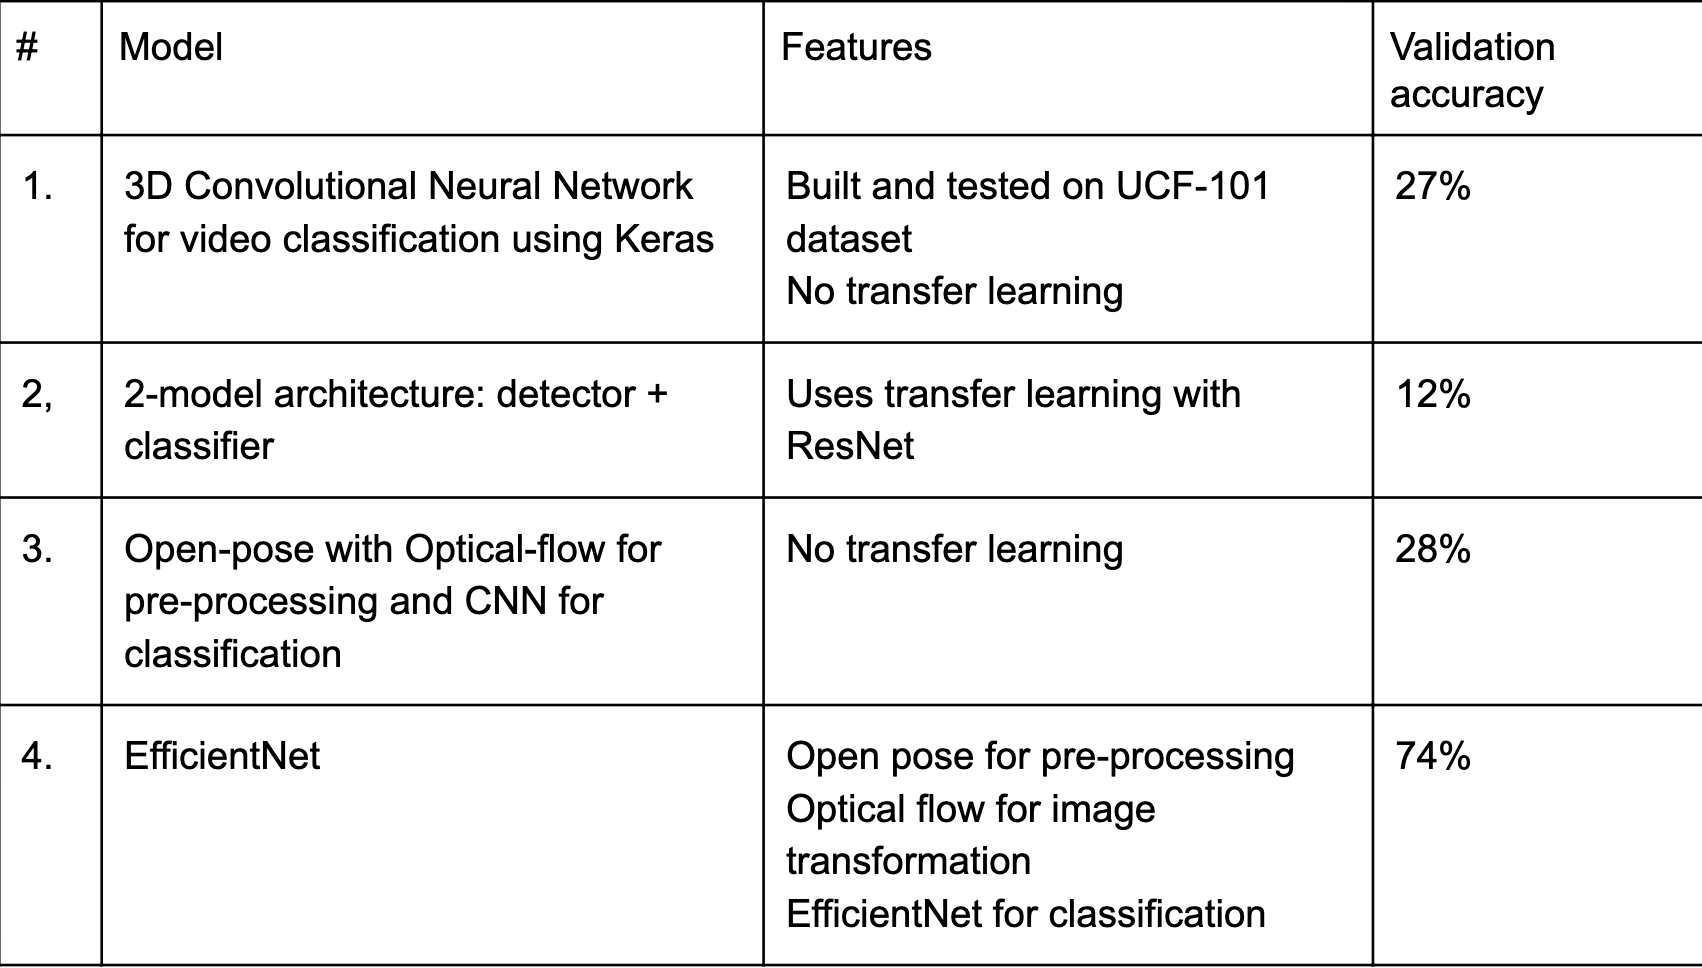 #
Model
Features
Validation
accuracy
1.
3D Convolutional Neural Network
for video classification using Keras
Built and tested on UCF-101
dataset
No transfer learning
27%
2,
2-model architecture: detector +
classifier
Uses transfer learning with
ResNet
12%
3.
Open-pose with Optical-flow for
pre-processing and CNN for
classification
No transfer learning
28%
4.
EfficientNet
Open pose for pre-processing
Optical flow for image
transformation
EfficientNet for classification
74%